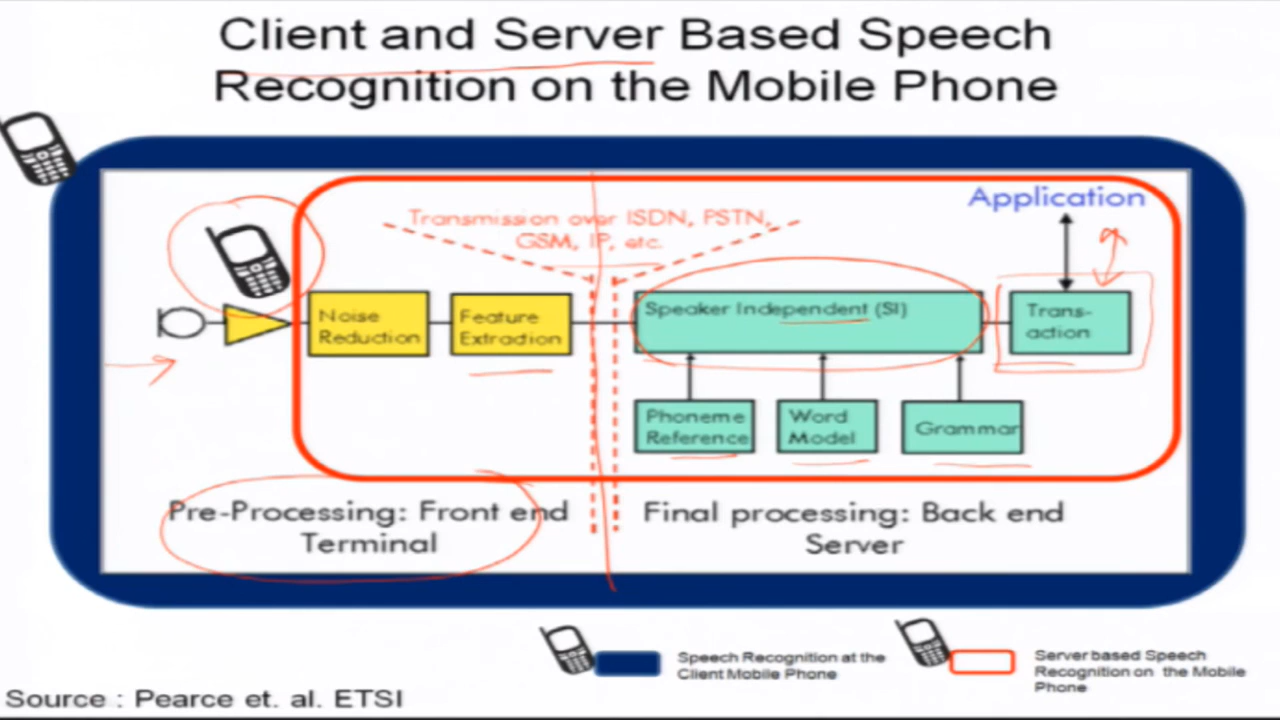 Client and Server Based Speech
Recognition on the Mobile Phone
Application
Transmission over ISDN, PSTN,
GSM, IP, etc.
Noise
Reduction
Feature
Extraction
Speaker Independent (SI)
Trans-
action
Phoneme
Reference
Word
Model
Grammar
Pre-Processing: Front end
Terminal
Final processing: Back end
Server
Speech Recognition at the
Client Mobile Phone
Server based Speech
Recognition on the Mobile
Phone
Source : Pearce et. al. ETSI